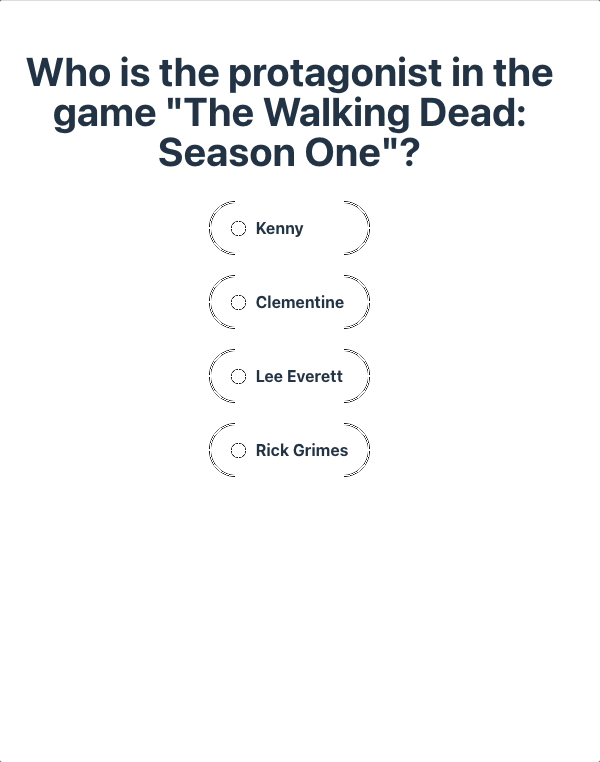 Who is the protagonist in the
game "The Walking Dead:
Season One"?
Kenny
Clementine
Lee Everett
Rick Grimes